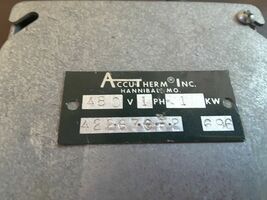 ACCUTHERM® INC.
HANNIBAL, MO.
480 V 1 PH 1 KW
696